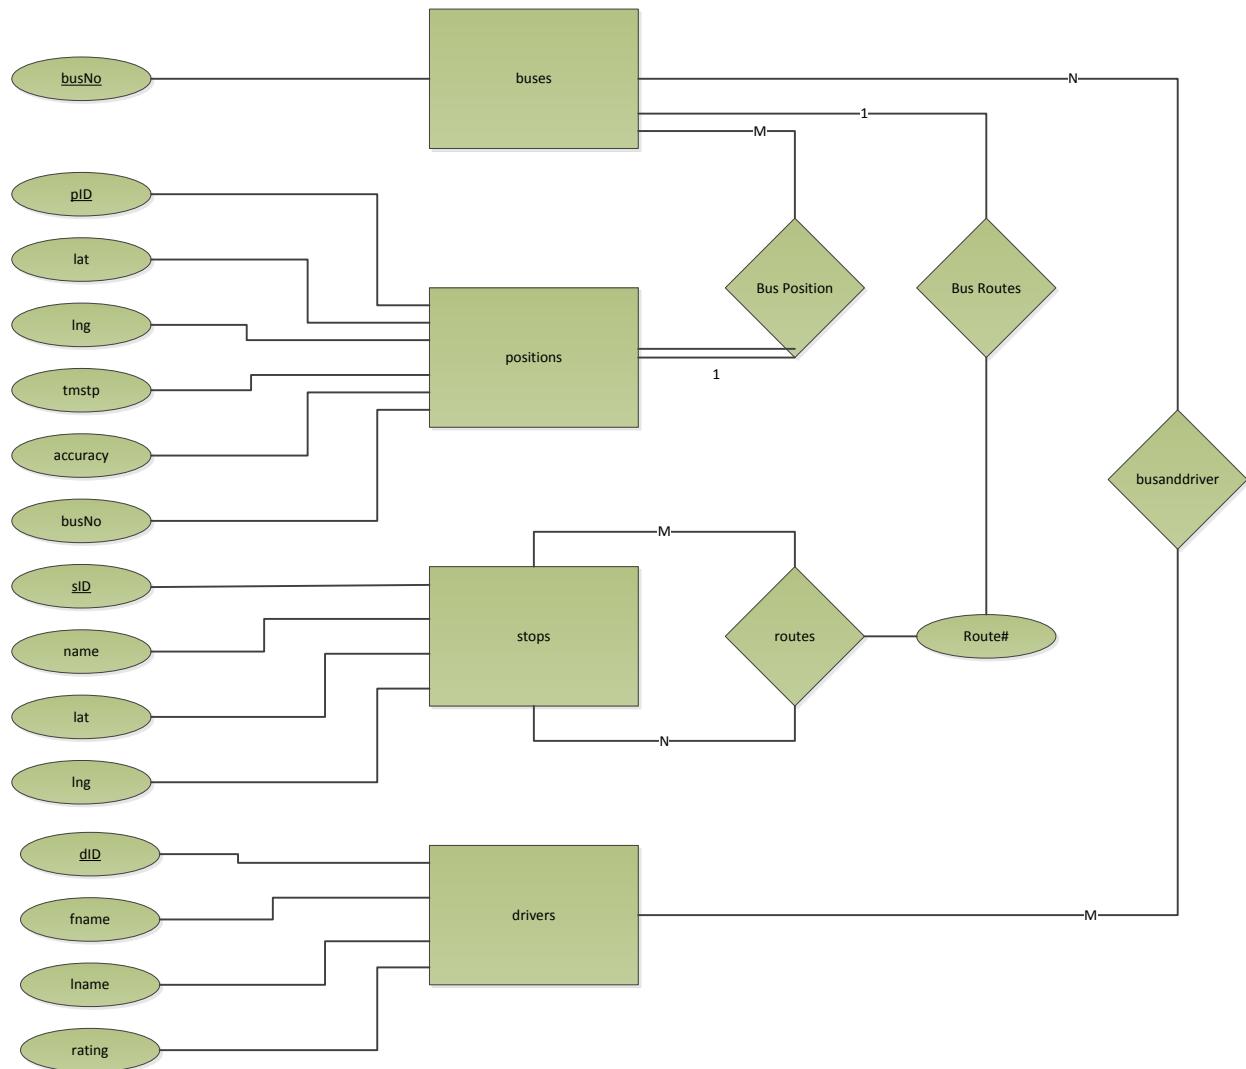 buses
N
busNo
1
M
pID
lat
Bus Position
Bus Routes
lng
positions
1
tmstp
accuracy
busanddriver
busNo
M
sID
stops
routes
Route#
name
lat
N
lng
dID
fname
drivers
M
lname
rating